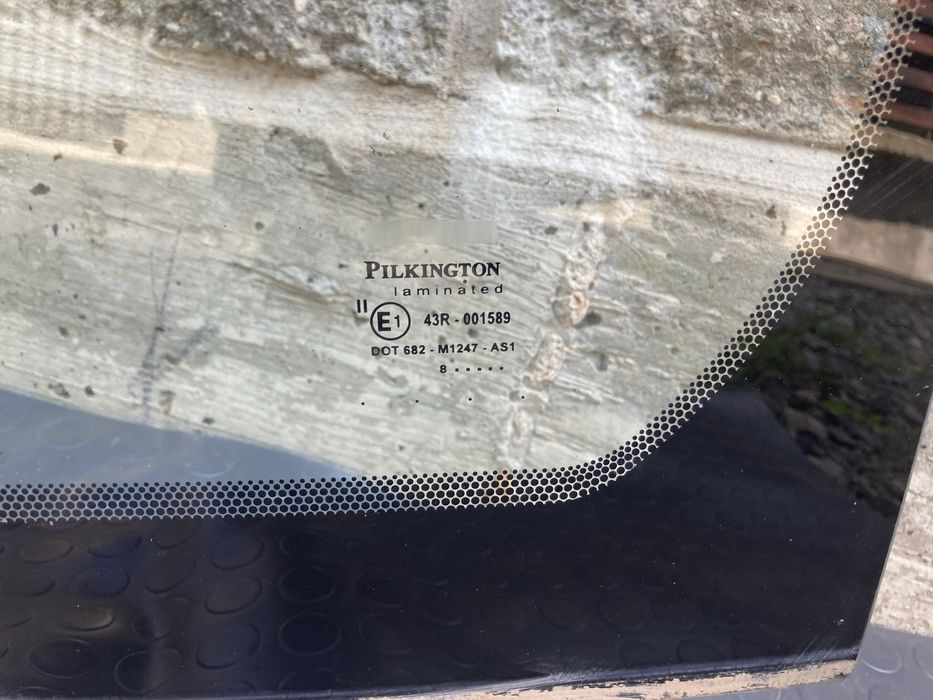 PILKINGTON
laminated
II E1 43R - 001589
DOT 682 - M1247 - AS1
8 . . . . .
. . . .